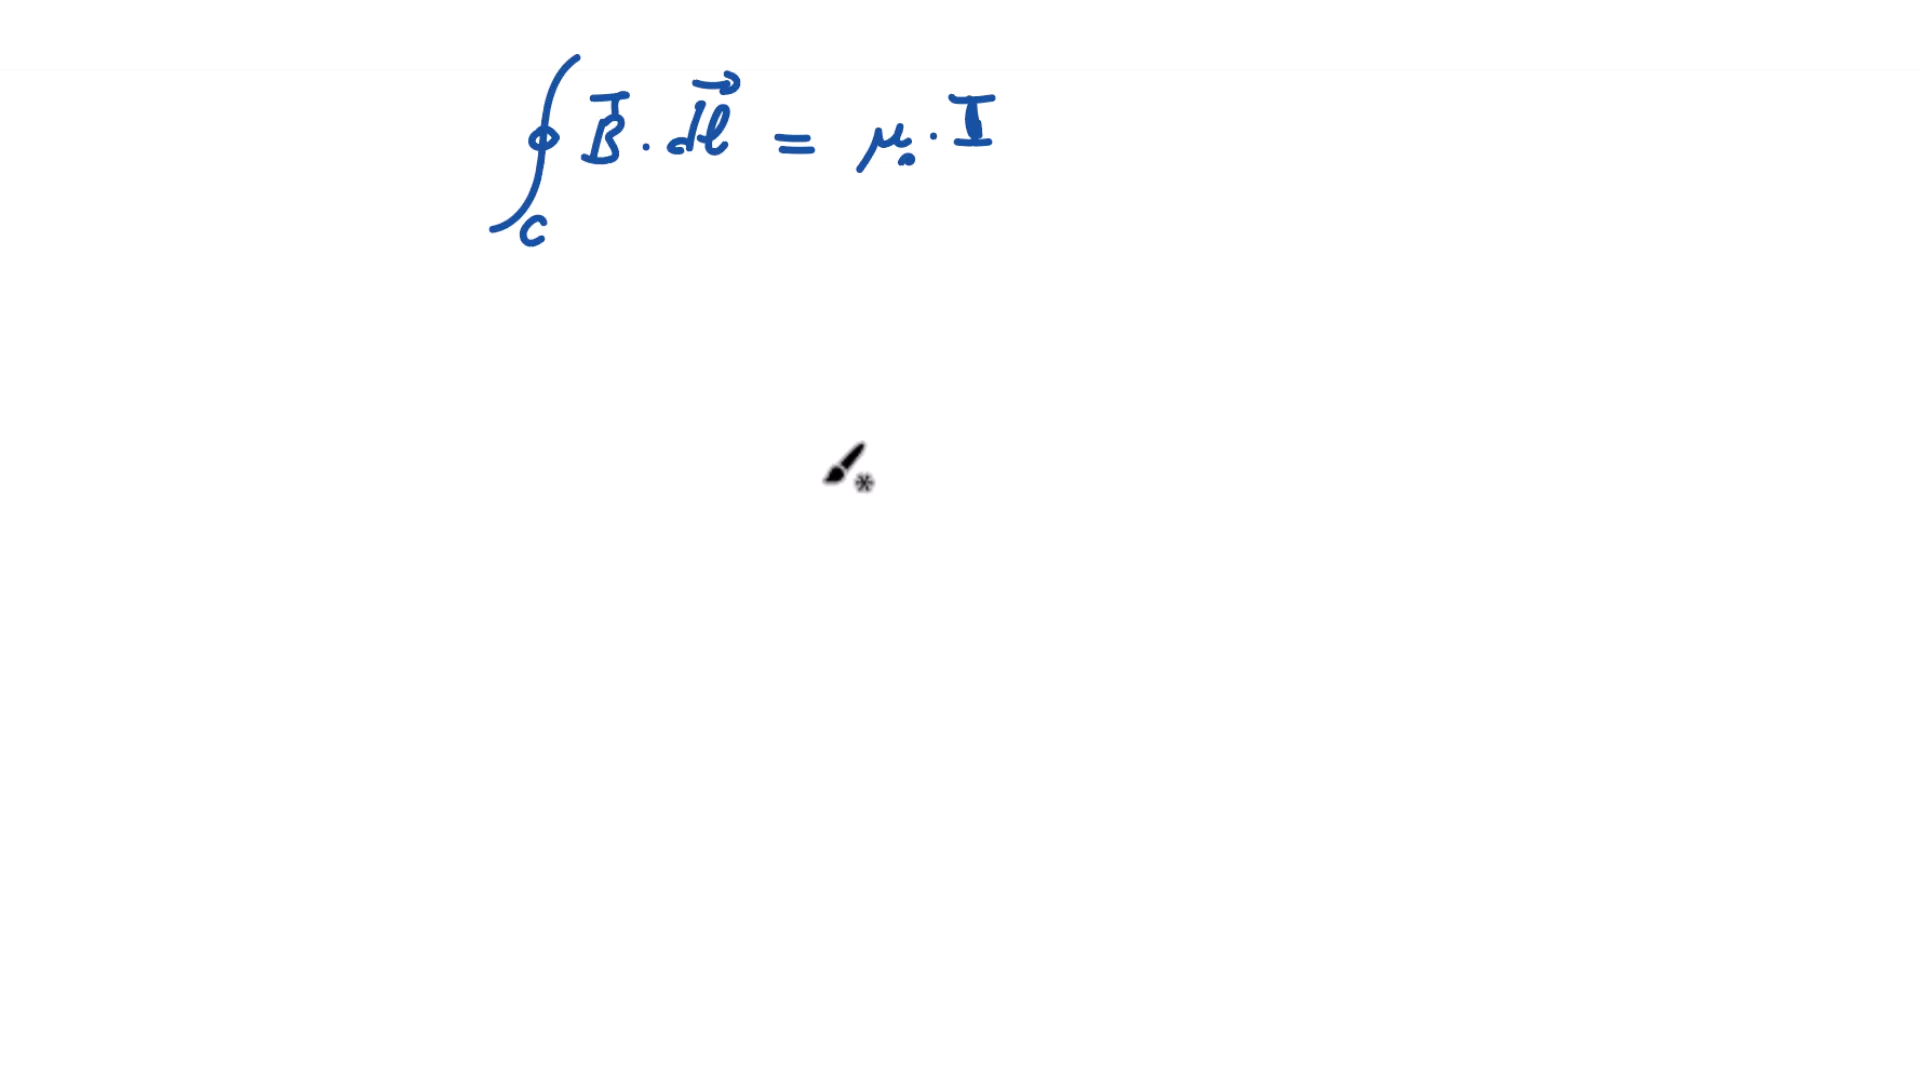 ∮_C B⃗ · dℓ⃗ = μ₀ · I